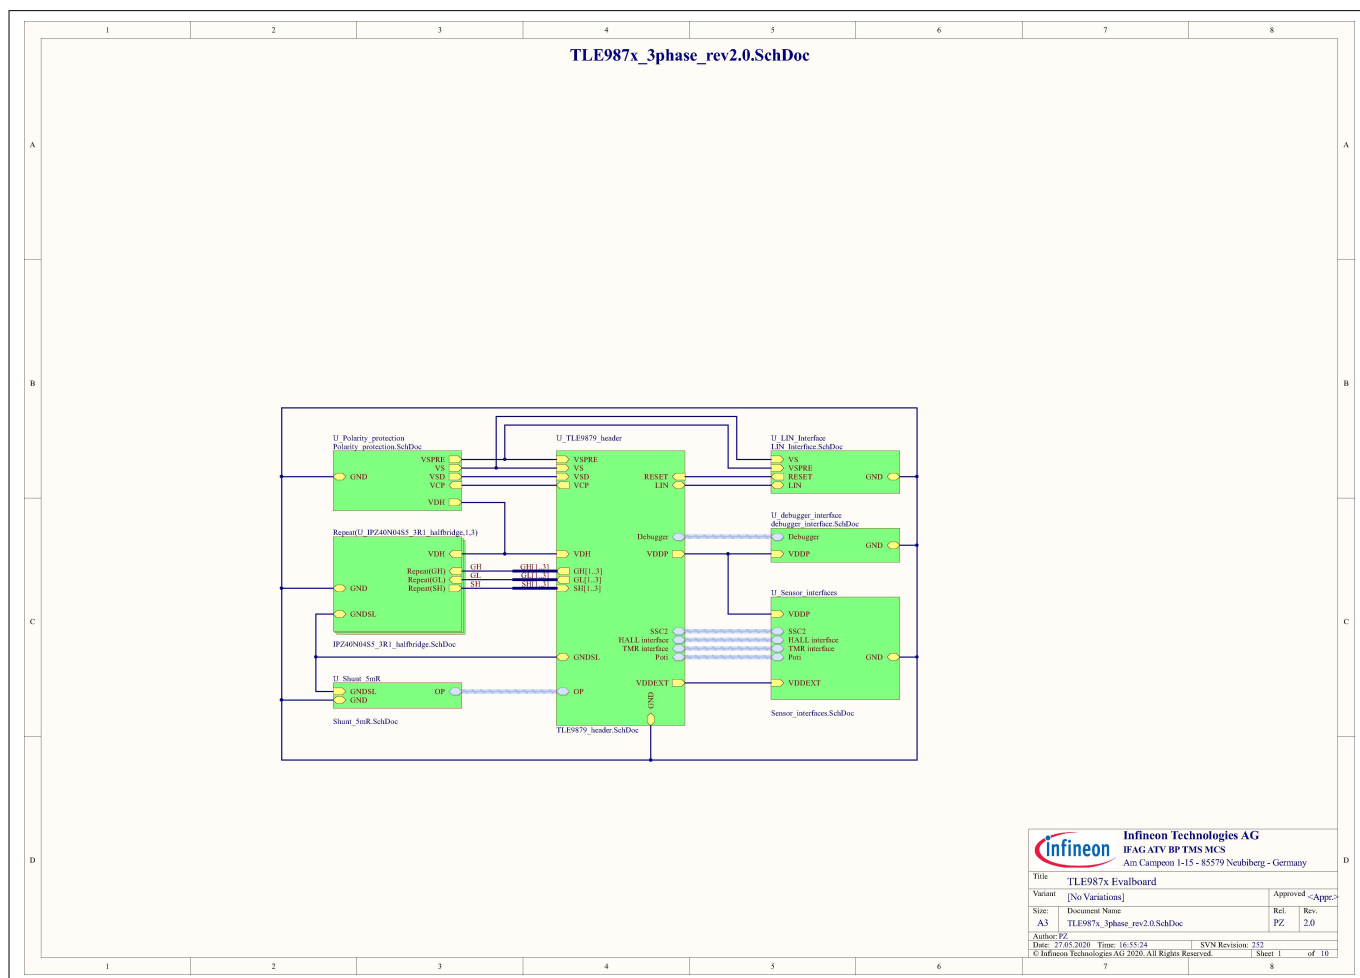 1 2 3 4 5 6 7 8
TLE987x_3phase_rev2.0.SchDoc
A A
B B
U_Polarity_protection
Polarity_protection.SchDoc
VSPRE
VS
VSD
VCP
VDH
GND
U_TLE9879_header
VSPRE
VS
VSD
VCP
RESET
LIN
U_LIN_Interface
LIN_Interface.SchDoc
VS
VSPRE
RESET
LIN
GND
Repeat(U_IPZ40N04S5_3R1_halfbridge,1,3)
VDH
Repeat(GH)
Repeat(GL)
Repeat(SH)
GND
GNDSL
IPZ40N04S5_3R1_halfbridge.SchDoc
GH GH[1..3]
GL GL[1..3]
SH SH[1..3]
VDH
GH[1..3]
GL[1..3]
SH[1..3]
Debugger
VDDP
U_debugger_interface
debugger_interface.SchDoc
Debugger
VDDP
GND
C C
U_Sensor_interfaces
VDDP
SSC2
HALL interface
TMR interface
Poti
GND
VDDEXT
Sensor_interfaces.SchDoc
SSC2
HALL interface
TMR interface
Poti
GNDSL
VDDEXT
GND
OP
TLE9879_header.SchDoc
U_Shunt_5mR
GNDSL
GND
OP
Shunt_5mR.SchDoc
D D
infineon
Infineon Technologies AG
IFAG ATV BP TMS MCS
Am Campeon 1-15 - 85579 Neubiberg - Germany
Title TLE987x Evalboard
Variant [No Variations] Approved <Appr.>
Size: Document Name Rel. Rev.
A3 TLE987x_3phase_rev2.0.SchDoc PZ 2.0
Author: PZ
Date: 27.05.2020 Time: 16:55:24 SVN Revision: 252
© Infineon Technologies AG 2020. All Rights Reserved. Sheet 1 of 10
1 2 3 4 5 6 7 8